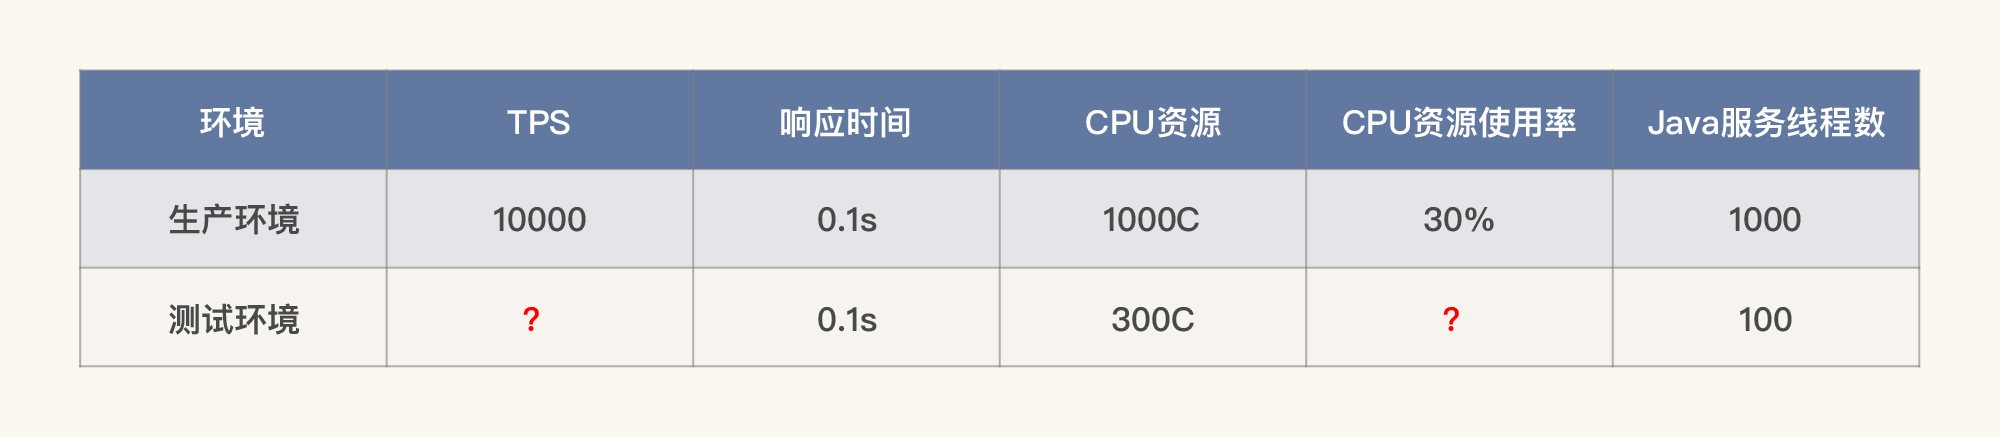 环境 TPS 响应时间 CPU资源 CPU资源使用率 Java服务线程数
生产环境 10000 0.1s 1000C 30% 1000
测试环境 ? 0.1s 300C ? 100